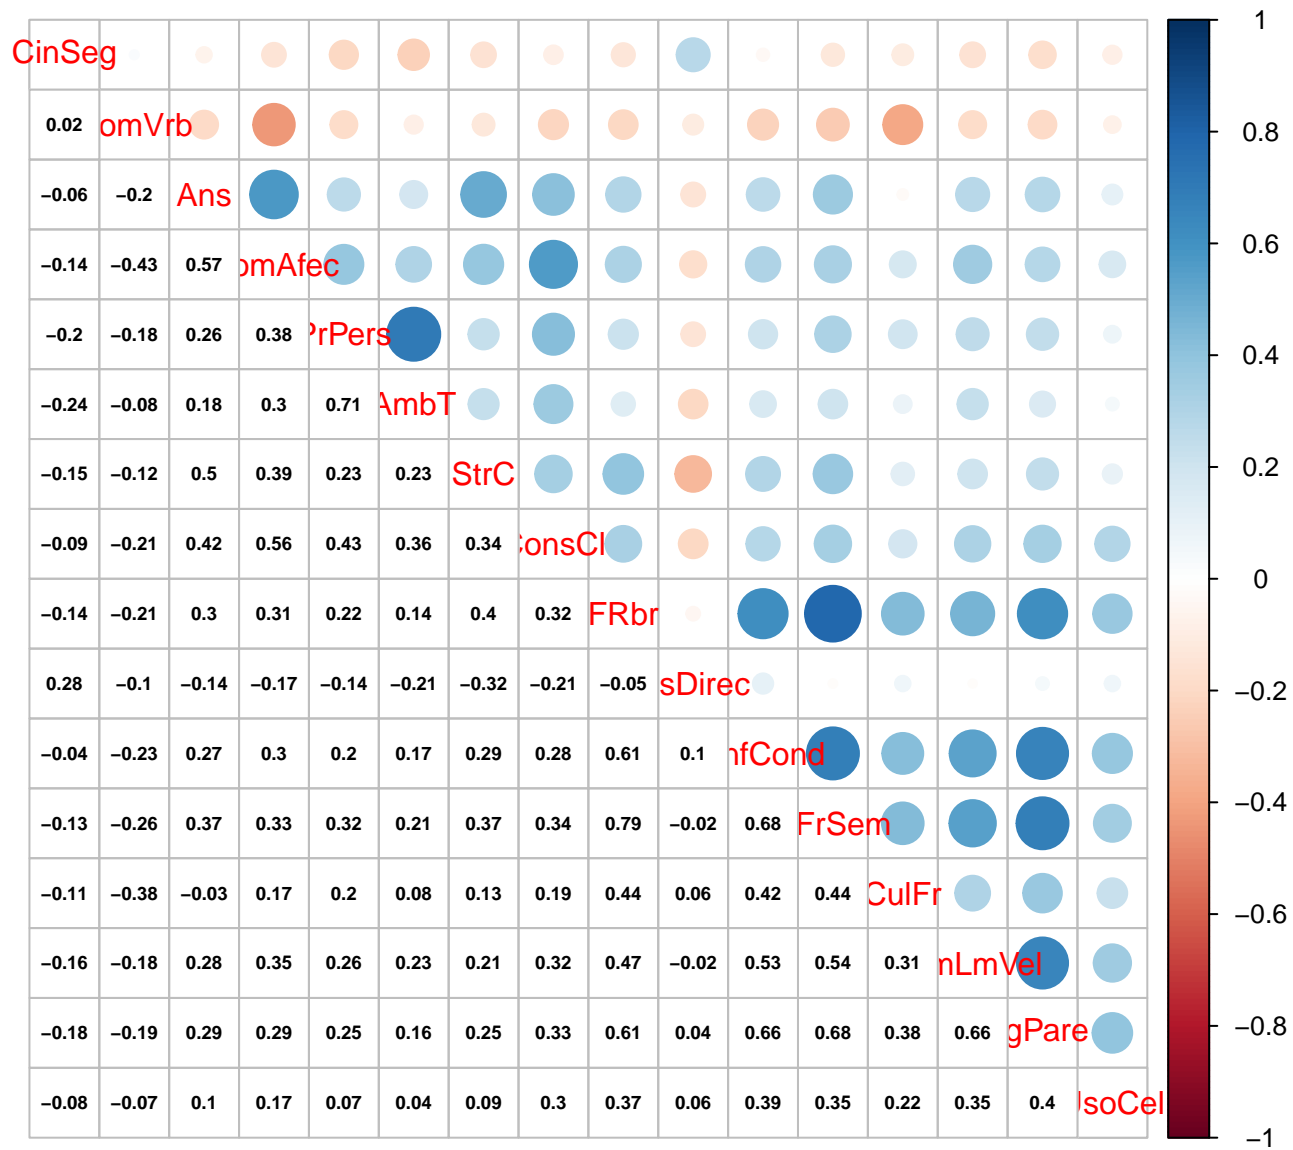 CinSeg 1
0.02 omVrb 0.8
−0.06 −0.2 Ans
−0.14 −0.43 0.57 omAfec 0.6
−0.2 −0.18 0.26 0.38 PrPers 0.4
−0.24 −0.08 0.18 0.3 0.71 AmbT
−0.15 −0.12 0.5 0.39 0.23 0.23 StrC 0.2
−0.09 −0.21 0.42 0.56 0.43 0.36 0.34 ConsCl 0
−0.14 −0.21 0.3 0.31 0.22 0.14 0.4 0.32 FRbr
0.28 −0.1 −0.14 −0.17 −0.14 −0.21 −0.32 −0.21 −0.05 sDirec −0.2
−0.04 −0.23 0.27 0.3 0.2 0.17 0.29 0.28 0.61 0.1 nfCond
−0.13 −0.26 0.37 0.33 0.32 0.21 0.37 0.34 0.79 −0.02 0.68 FrSem −0.4
−0.11 −0.38 −0.03 0.17 0.2 0.08 0.13 0.19 0.44 0.06 0.42 0.44 CulFr −0.6
−0.16 −0.18 0.28 0.35 0.26 0.23 0.21 0.32 0.47 −0.02 0.53 0.54 0.31 mLmVel
−0.18 −0.19 0.29 0.29 0.25 0.16 0.25 0.33 0.61 0.04 0.66 0.68 0.38 0.66 gPare −0.8
−0.08 −0.07 0.1 0.17 0.07 0.04 0.09 0.3 0.37 0.06 0.39 0.35 0.22 0.35 0.4 UsoCel −1